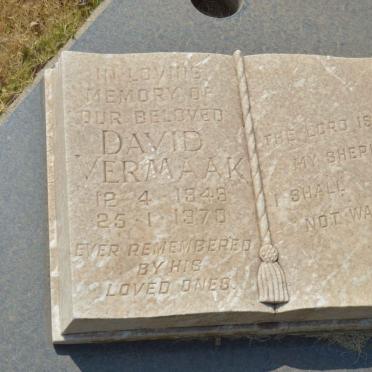 IN LOVING
MEMORY OF
OUR BELOVED
DAVID
VERMAAK
12·4·1948
25·1·1970
EVER REMEMBERED
BY HIS
LOVED ONES.
THE LORD IS
MY
I SHALL
NOT